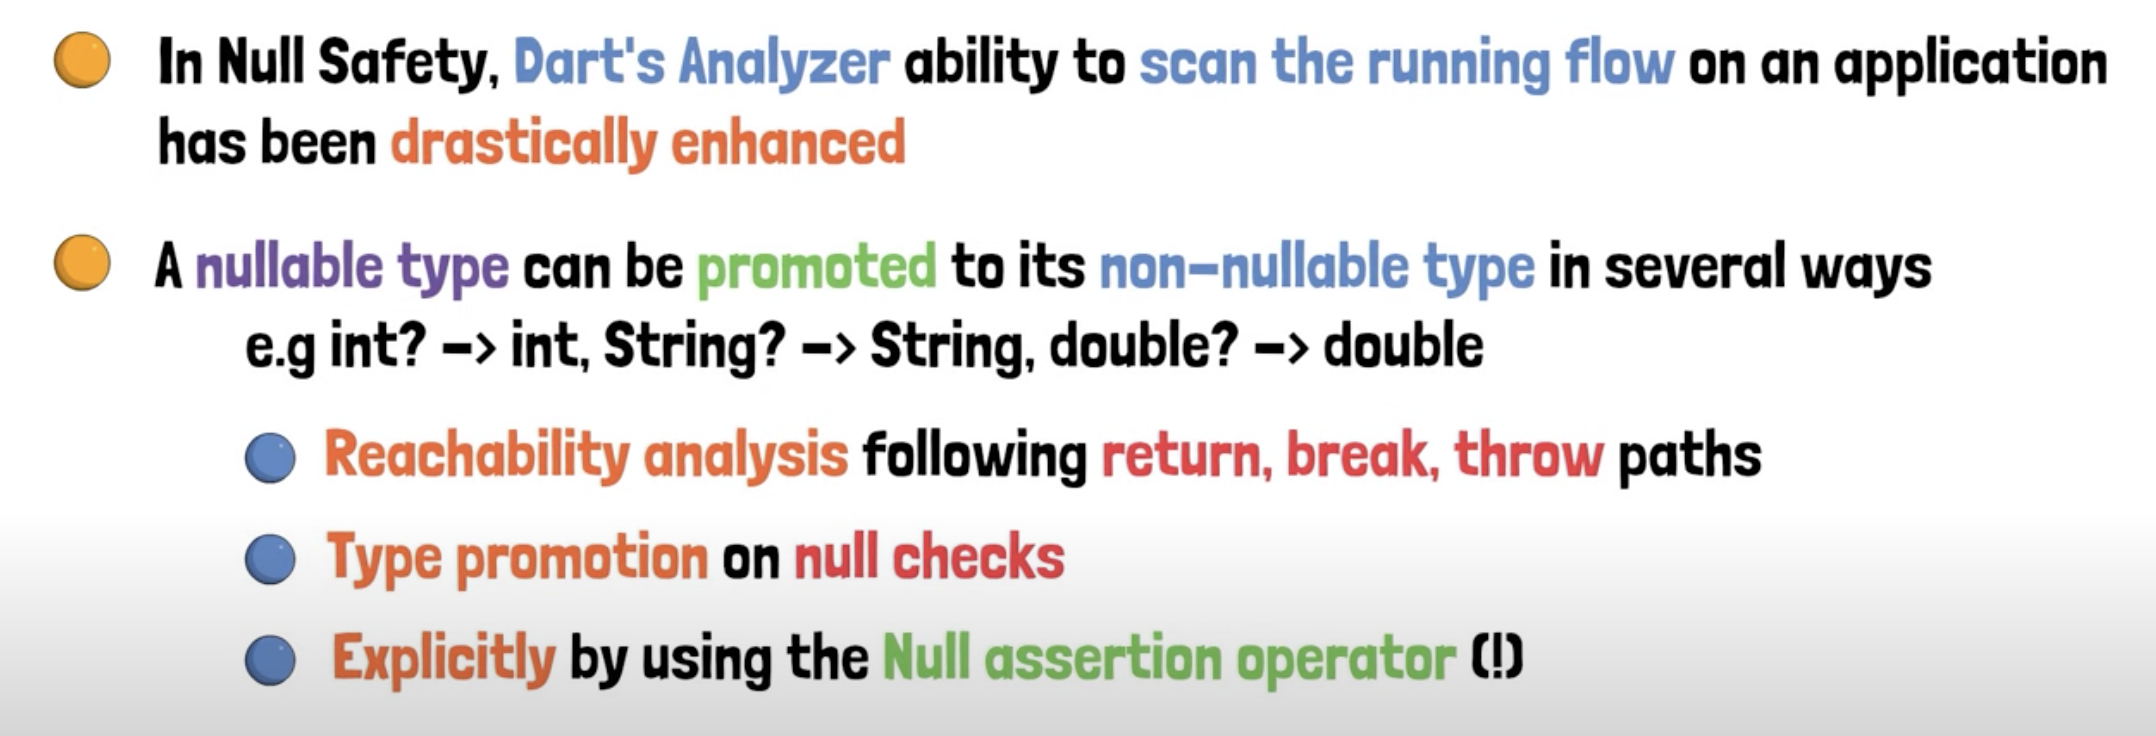 In Null Safety, Dart's Analyzer ability to scan the running flow on an application
has been drastically enhanced
A nullable type can be promoted to its non-nullable type in several ways
e.g int? -> int, String? -> String, double? -> double
Reachability analysis following return, break, throw paths
Type promotion on null checks
Explicitly by using the Null assertion operator (!)